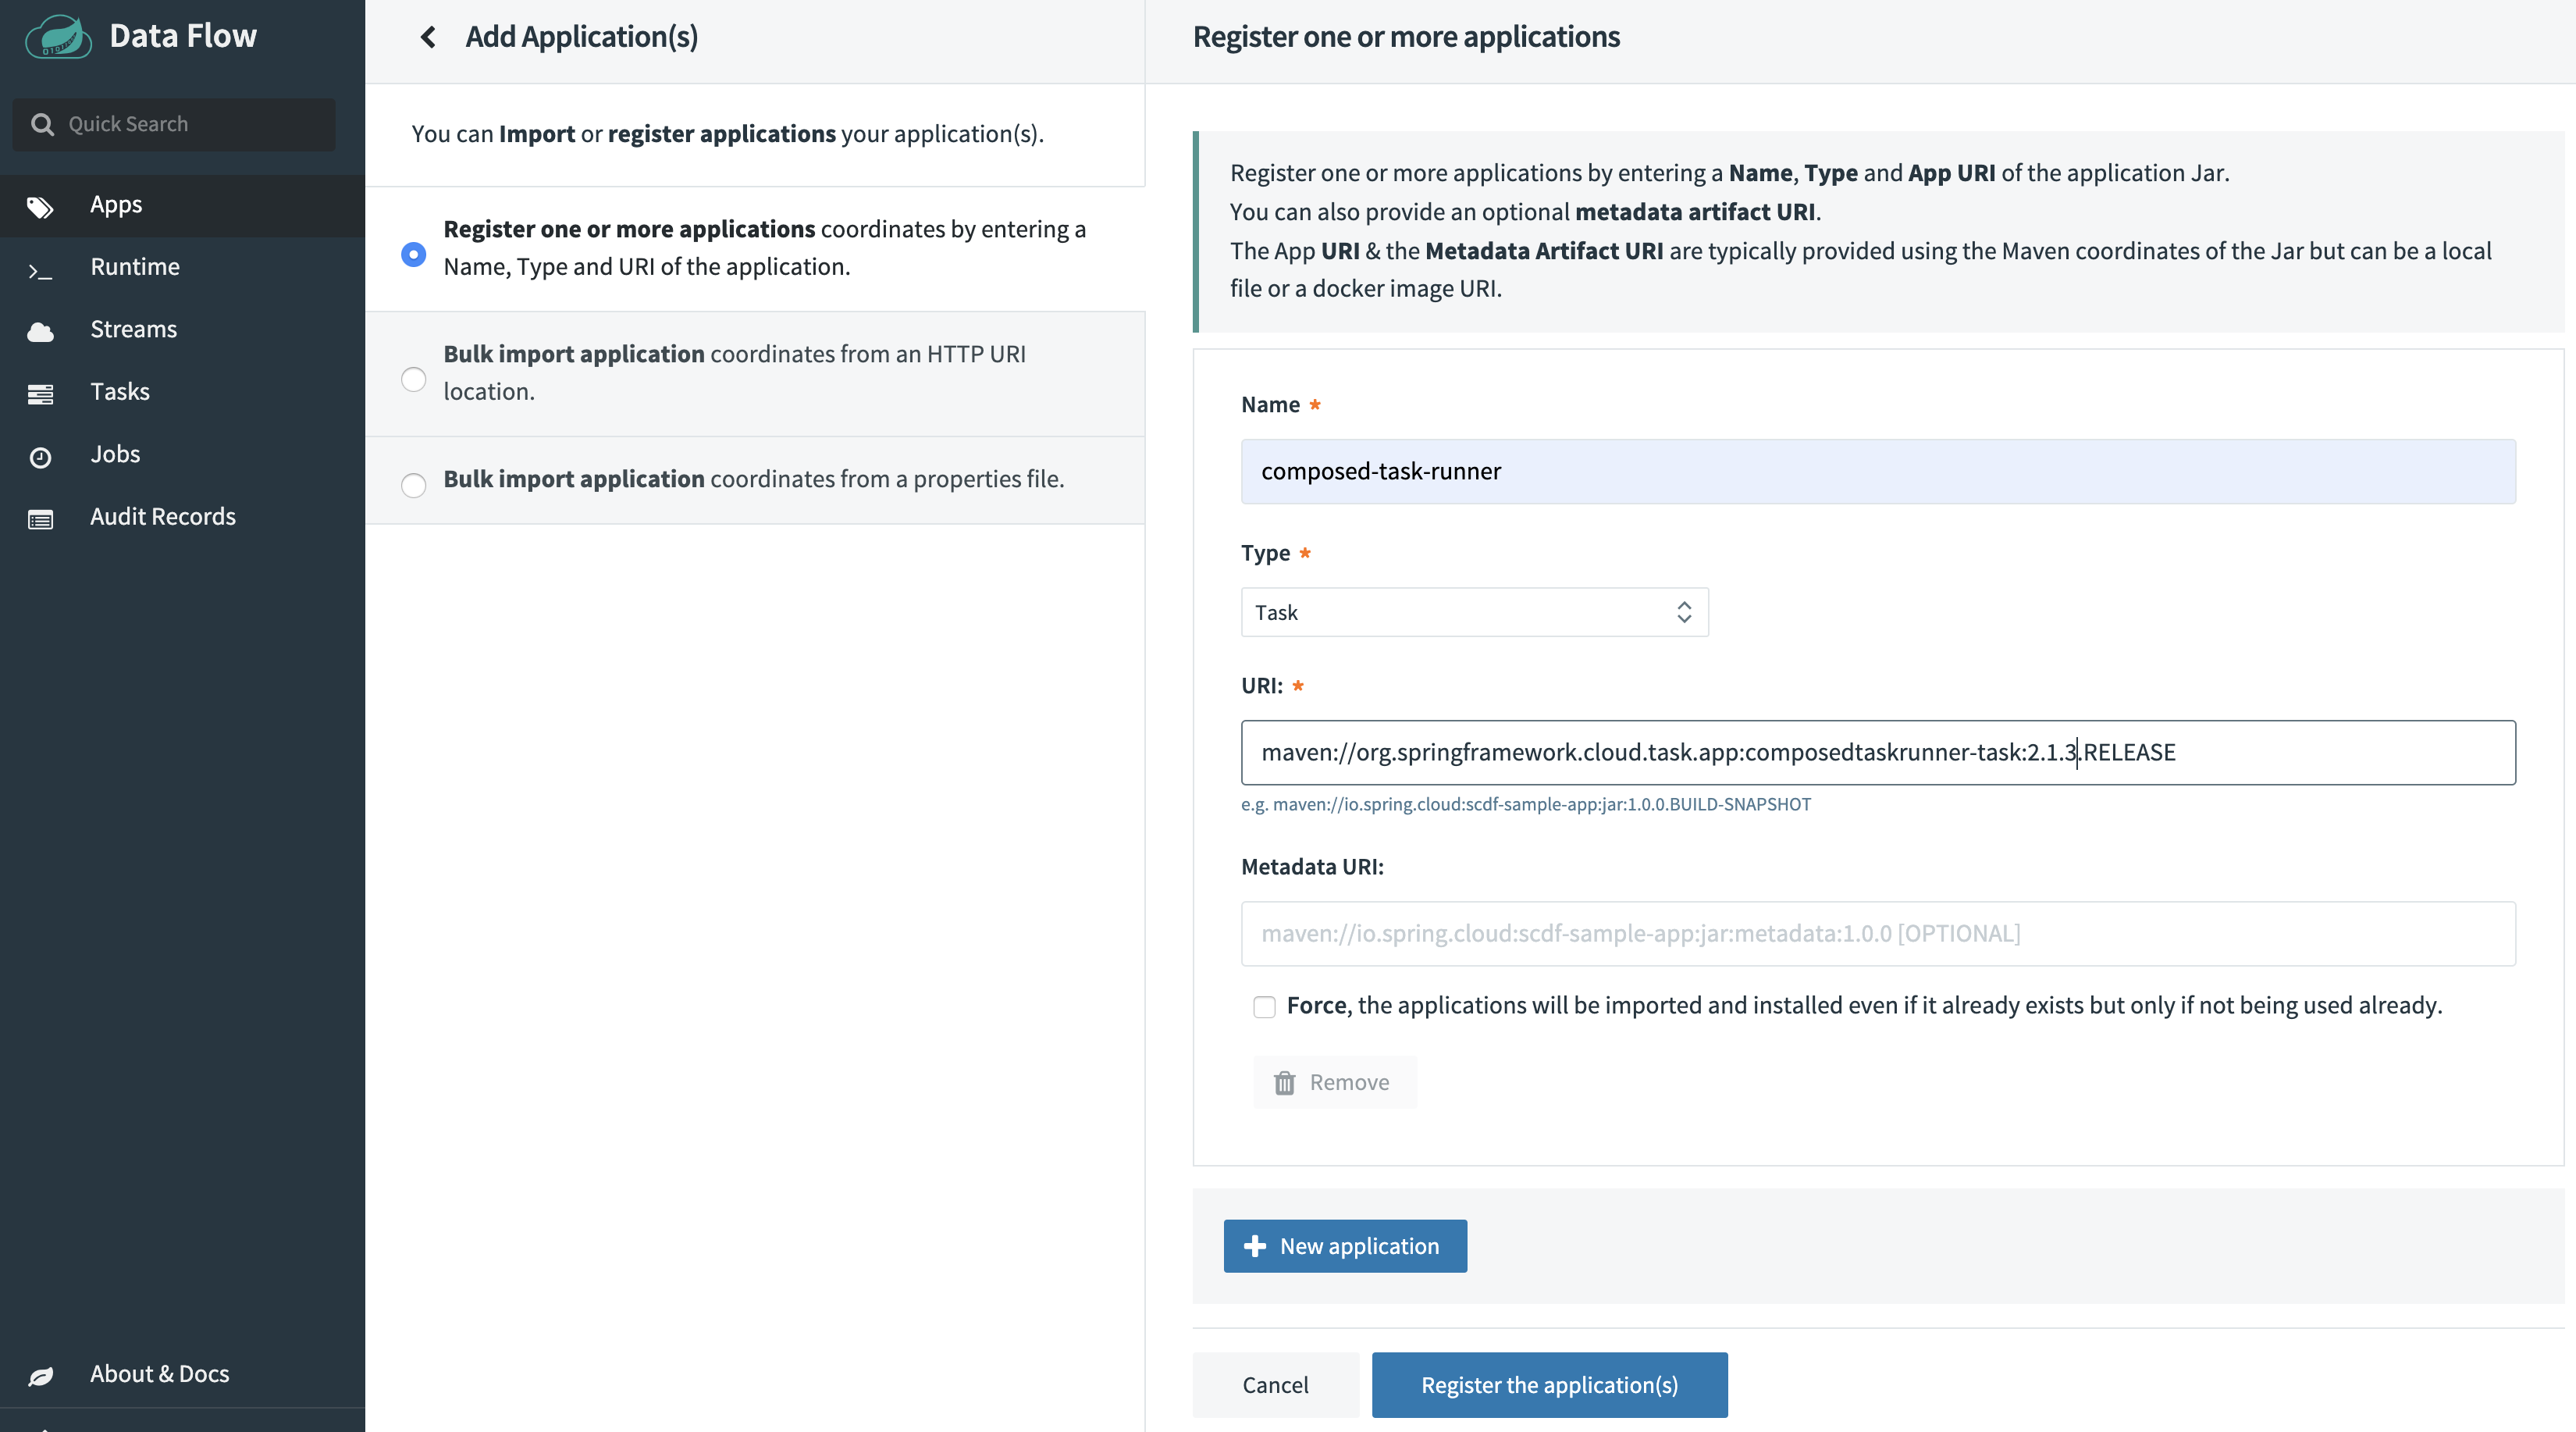 Data Flow
Quick Search
Apps
Runtime
Streams
Tasks
Jobs
Audit Records
About & Docs
Add Application(s)
You can Import or register applications your application(s).
Register one or more applications coordinates by entering a
Name, Type and URI of the application.
Bulk import application coordinates from an HTTP URI
location.
Bulk import application coordinates from a properties file.
Register one or more applications
Register one or more applications by entering a Name, Type and App URI of the application Jar.
You can also provide an optional metadata artifact URI.
The App URI & the Metadata Artifact URI are typically provided using the Maven coordinates of the Jar but can be a local
file or a docker image URI.
Name *
composed-task-runner
Type *
Task
URI: *
maven://org.springframework.cloud.task.app:composedtaskrunner-task:2.1.3.RELEASE
e.g. maven://io.spring.cloud:scdf-sample-app:jar:1.0.0.BUILD-SNAPSHOT
Metadata URI:
maven://io.spring.cloud:scdf-sample-app:jar:metadata:1.0.0 [OPTIONAL]
Force, the applications will be imported and installed even if it already exists but only if not being used already.
Remove
New application
Cancel
Register the application(s)